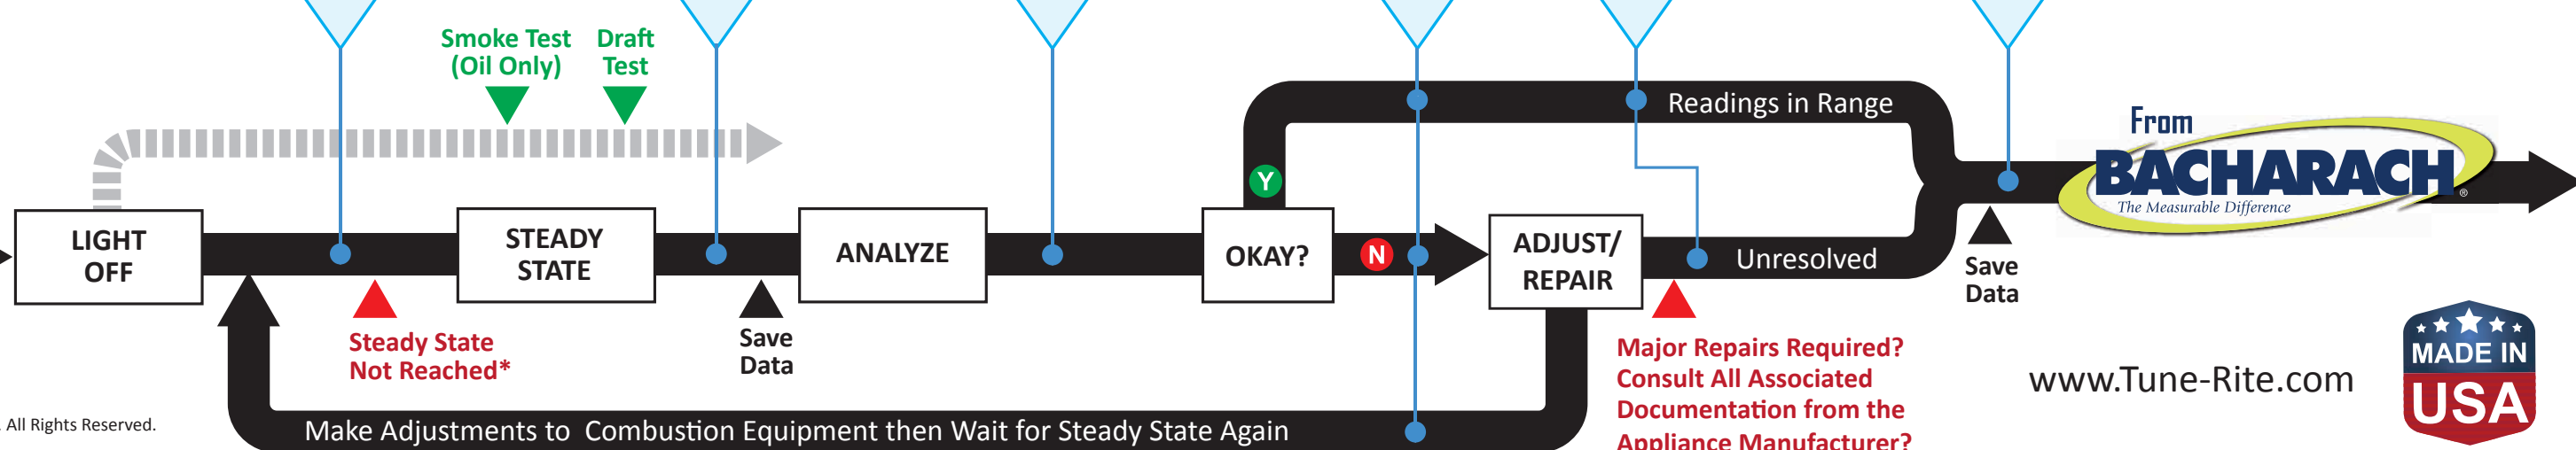 Smoke Test
(Oil Only)
Draft
Test
Readings in Range
From
BACHARACH®
The Measurable Difference
Y
LIGHT
OFF
STEADY
STATE
ANALYZE
OKAY?
N
ADJUST/
REPAIR
Unresolved
Save
Data
Steady State
Not Reached*
Save
Data
Major Repairs Required?
Consult All Associated
Documentation from the
Appliance Manufacturer?
www.Tune-Rite.com
MADE IN
USA
. All Rights Reserved.
Make Adjustments to Combustion Equipment then Wait for Steady State Again